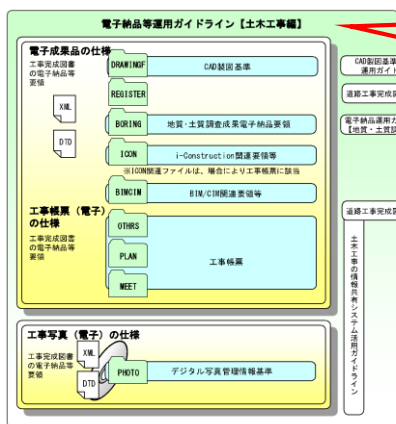 電子納品等運用ガイドライン【土木工事編】
電子成果品の仕様
工事完成図書
の電子納品等
要領
XML
DTD
DRAWINGF
CAD製図基準
REGISTER
BORING
地質・土質調査成果電子納品要領
ICON
i-Construction関連要領等
※ICON関連ファイルは、場合により工事帳票に該当
BIMCIM
BIM/CIM関連要領等
工事帳票（電子）
の仕様
工事完成図書
の電子納品等
要領
OTHRS
PLAN
MEET
工事帳票
工事写真（電子）の仕様
工事完成図書
の電子納品等
要領
XML
DTD
PHOTO
デジタル写真管理情報基準
CAD製図基準
運用ガイド
道路工事完成図
電子納品運用ガ
【地質・土質調
道路工事完成図
土木工事の情報共有システム活用ガイドライン